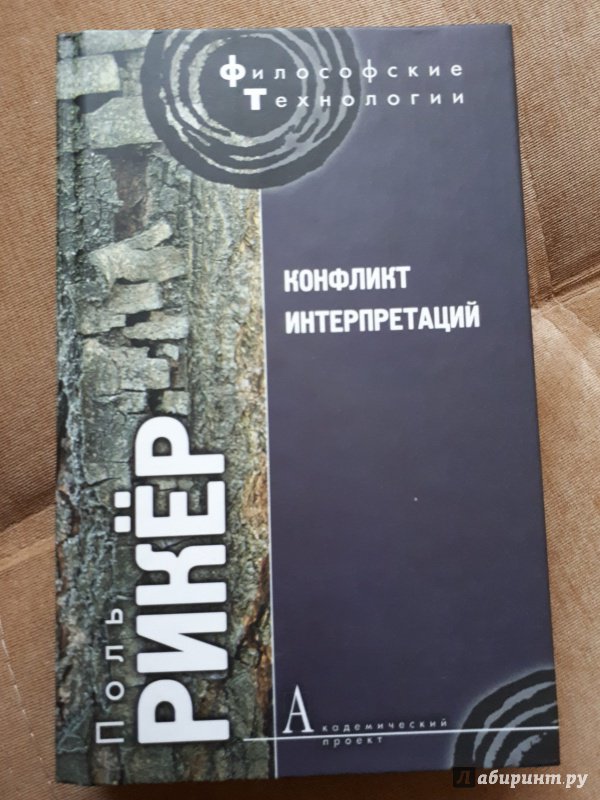 Философские
Технологии
КОНФЛИКТ
ИНТЕРПРЕТАЦИЙ
Поль
РИКЁР
Академический
проект
Лабиринт.ру